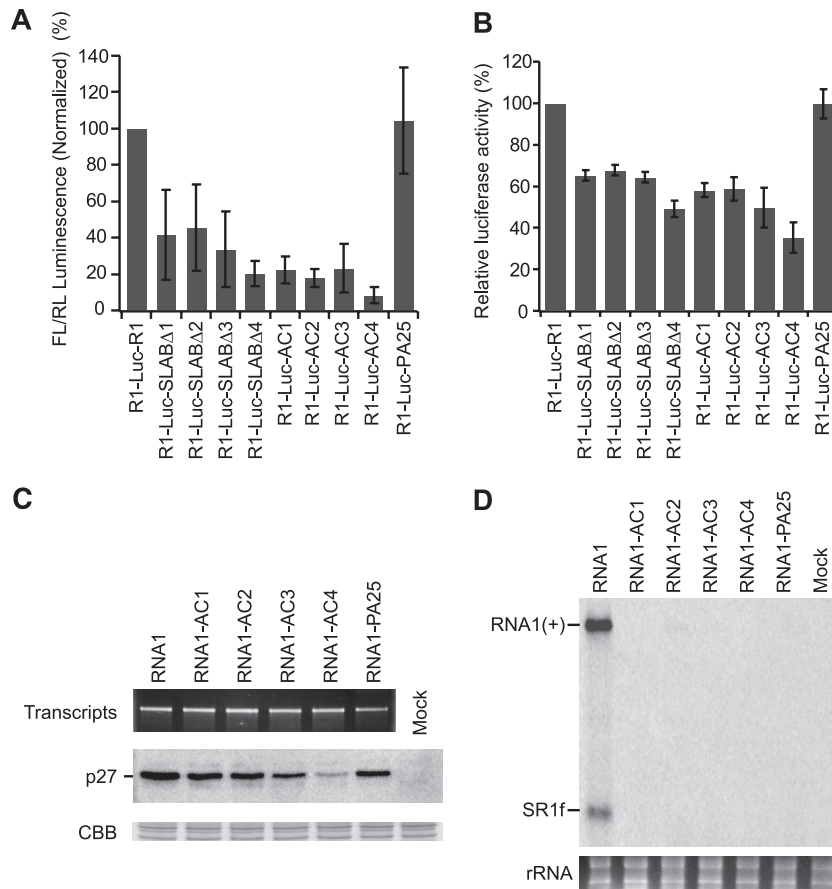 A
FL/RL Luminescence (Normalized) (%)
140
120
100
80
60
40
20
0
R1-Luc-R1
R1-Luc-SLABΔ1
R1-Luc-SLABΔ2
R1-Luc-SLABΔ3
R1-Luc-SLABΔ4
R1-Luc-AC1
R1-Luc-AC2
R1-Luc-AC3
R1-Luc-AC4
R1-Luc-PA25
B
Relative luciferase activity (%)
120
100
80
60
40
20
0
R1-Luc-R1
R1-Luc-SLABΔ1
R1-Luc-SLABΔ2
R1-Luc-SLABΔ3
R1-Luc-SLABΔ4
R1-Luc-AC1
R1-Luc-AC2
R1-Luc-AC3
R1-Luc-AC4
R1-Luc-PA25
C
RNA1
RNA1-AC1
RNA1-AC2
RNA1-AC3
RNA1-AC4
RNA1-PA25
Mock
Transcripts
p27
CBB
D
RNA1
RNA1-AC1
RNA1-AC2
RNA1-AC3
RNA1-AC4
RNA1-PA25
Mock
RNA1(+)
SR1f
rRNA